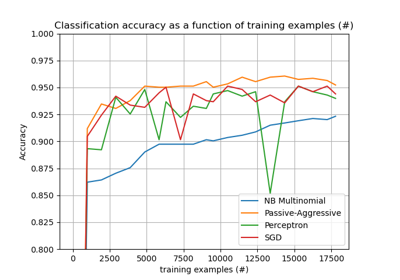 Classification accuracy as a function of training examples (#)
1.000
0.975
0.950
0.925
0.900
0.875
0.850
0.825
0.800
Accuracy
NB Multinomial
Passive-Aggressive
Perceptron
SGD
0 2500 5000 7500 10000 12500 15000 17500
training examples (#)